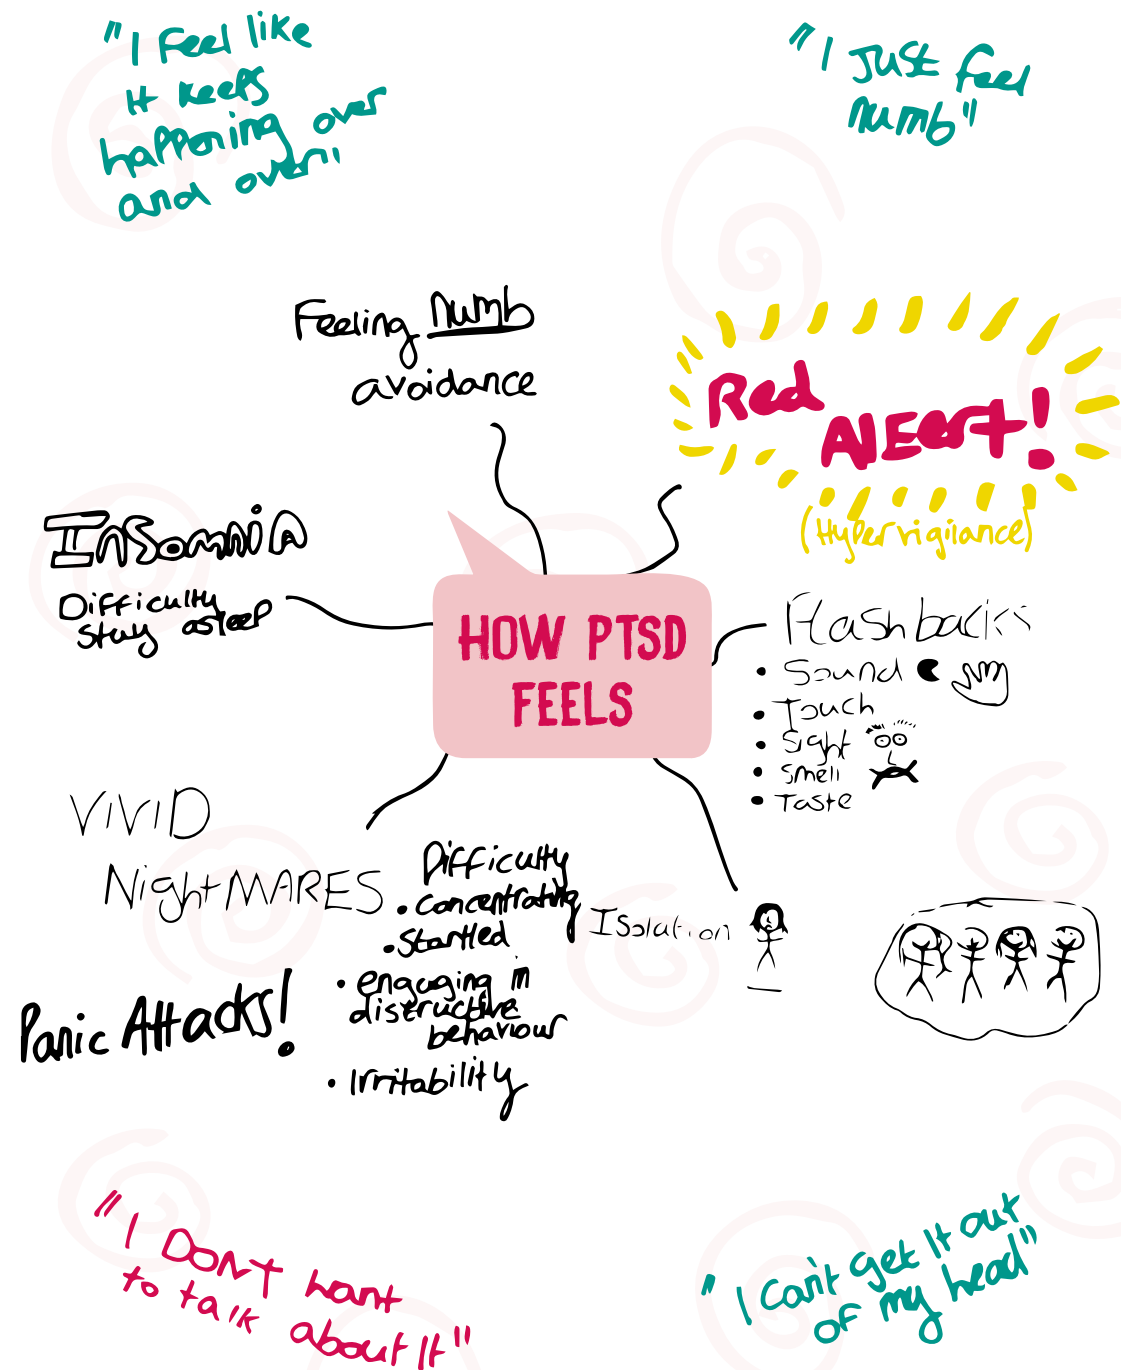 "I Feel like
it keeps
happening over
and over"
"I Just feel
numb"
Feeling numb
avoidance
Red
AlEert!
(Hypervigilance)
Insomnia
Difficulty
stay asleep
HOW PTSD
FEELS
Flashbacks
• Sound
• Touch
• Sight
• Smell
• Taste
VIVID
NightMARES
Difficulty
• concentrating
• Startled
• engaging in
distructive
behaviour
• Irritability
Isolation
Panic Attacks!
"I DON'T want
to talk about It"
"I can't get It out
of my head"